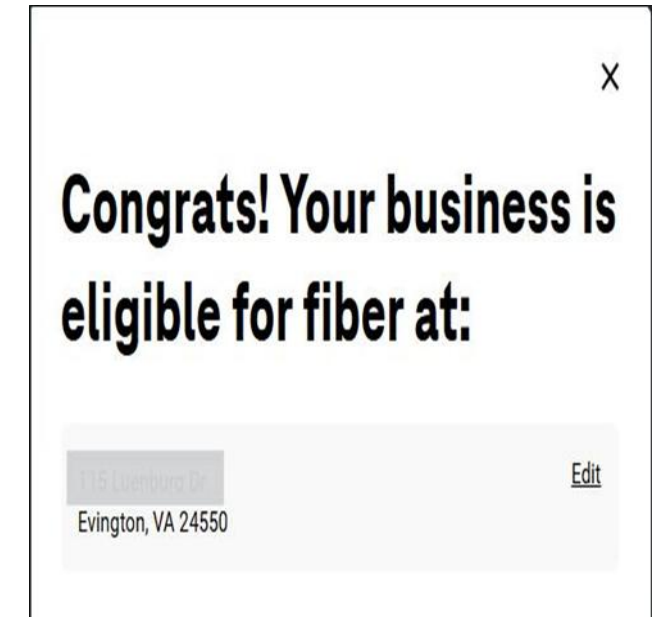 X
Congrats! Your business is
eligible for fiber at:
Edit
Evington, VA 24550